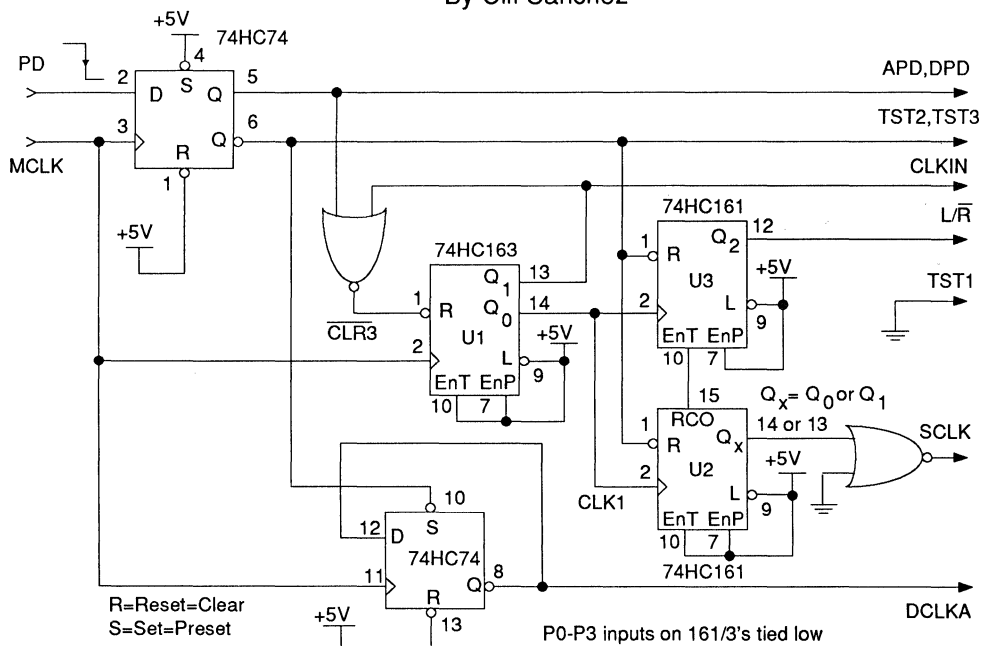 By Clif Sanchez
+5V
74HC74
PD
4
2
D
S
Q
5
APD,DPD
3
Q
6
TST2,TST3
MCLK
R
1
CLKIN
+5V
74HC161
L/R̅
74HC163
1
R
Q2
12
U3
+5V
TST1
Q1
13
1
R
Q0
14
2
L
9
C̅L̅R̅3̅
U1
+5V
EnT EnP
10
7
2
L
9
EnT EnP
10
7
15
Qx= Q0 or Q1
RCO
14 or 13
1
R
Qx
SCLK
U2
+5V
2
CLK1
L
9
10
12
D
S
EnT EnP
10
7
74HC74
74HC161
11
Q
8
R
13
DCLKA
R=Reset=Clear
S=Set=Preset
+5V
P0-P3 inputs on 161/3's tied low